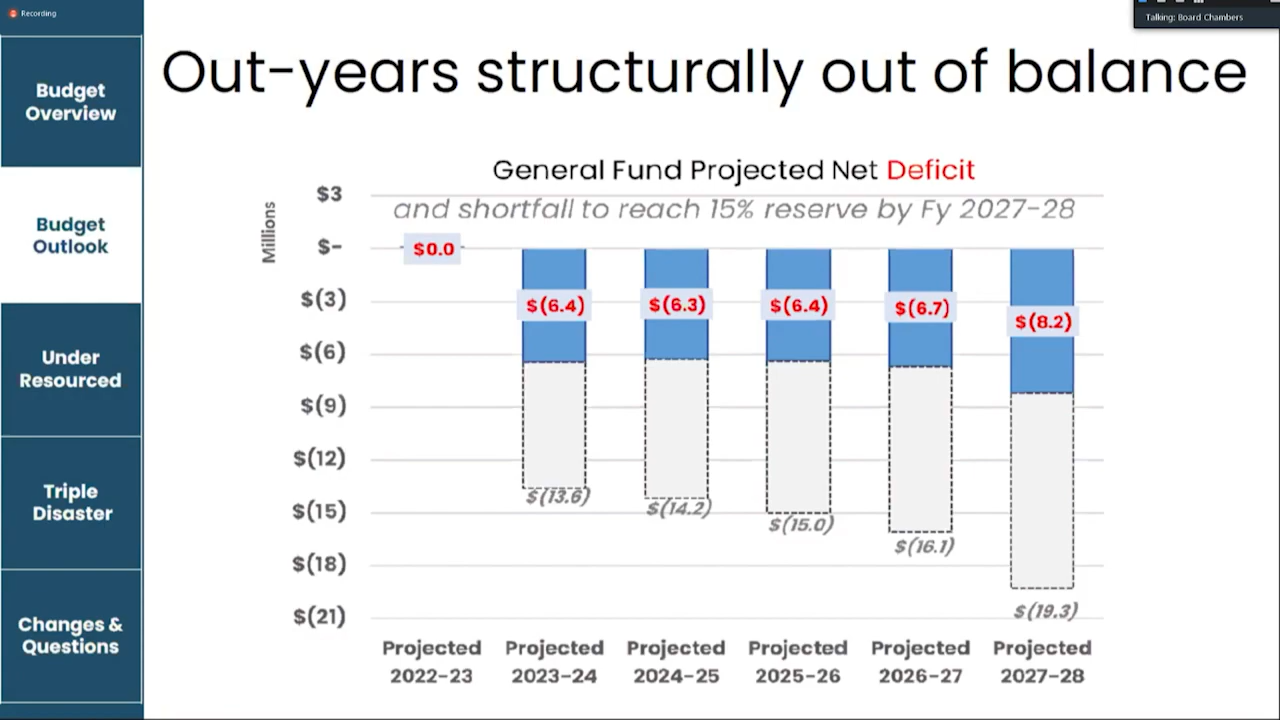 Recording
Talking: Board Chambers
Budget
Overview
Budget
Outlook
Under
Resourced
Triple
Disaster
Changes &
Questions
Out-years structurally out of balance
General Fund Projected Net Deficit
and shortfall to reach 15% reserve by Fy 2027-28
Millions
$3
$-
$(3)
$(6)
$(9)
$(12)
$(15)
$(18)
$(21)
$0.0
$(6.4)
$(6.3)
$(6.4)
$(6.7)
$(8.2)
$(13.6)
$(14.2)
$(15.0)
$(16.1)
$(19.3)
Projected
2022-23
Projected
2023-24
Projected
2024-25
Projected
2025-26
Projected
2026-27
Projected
2027-28